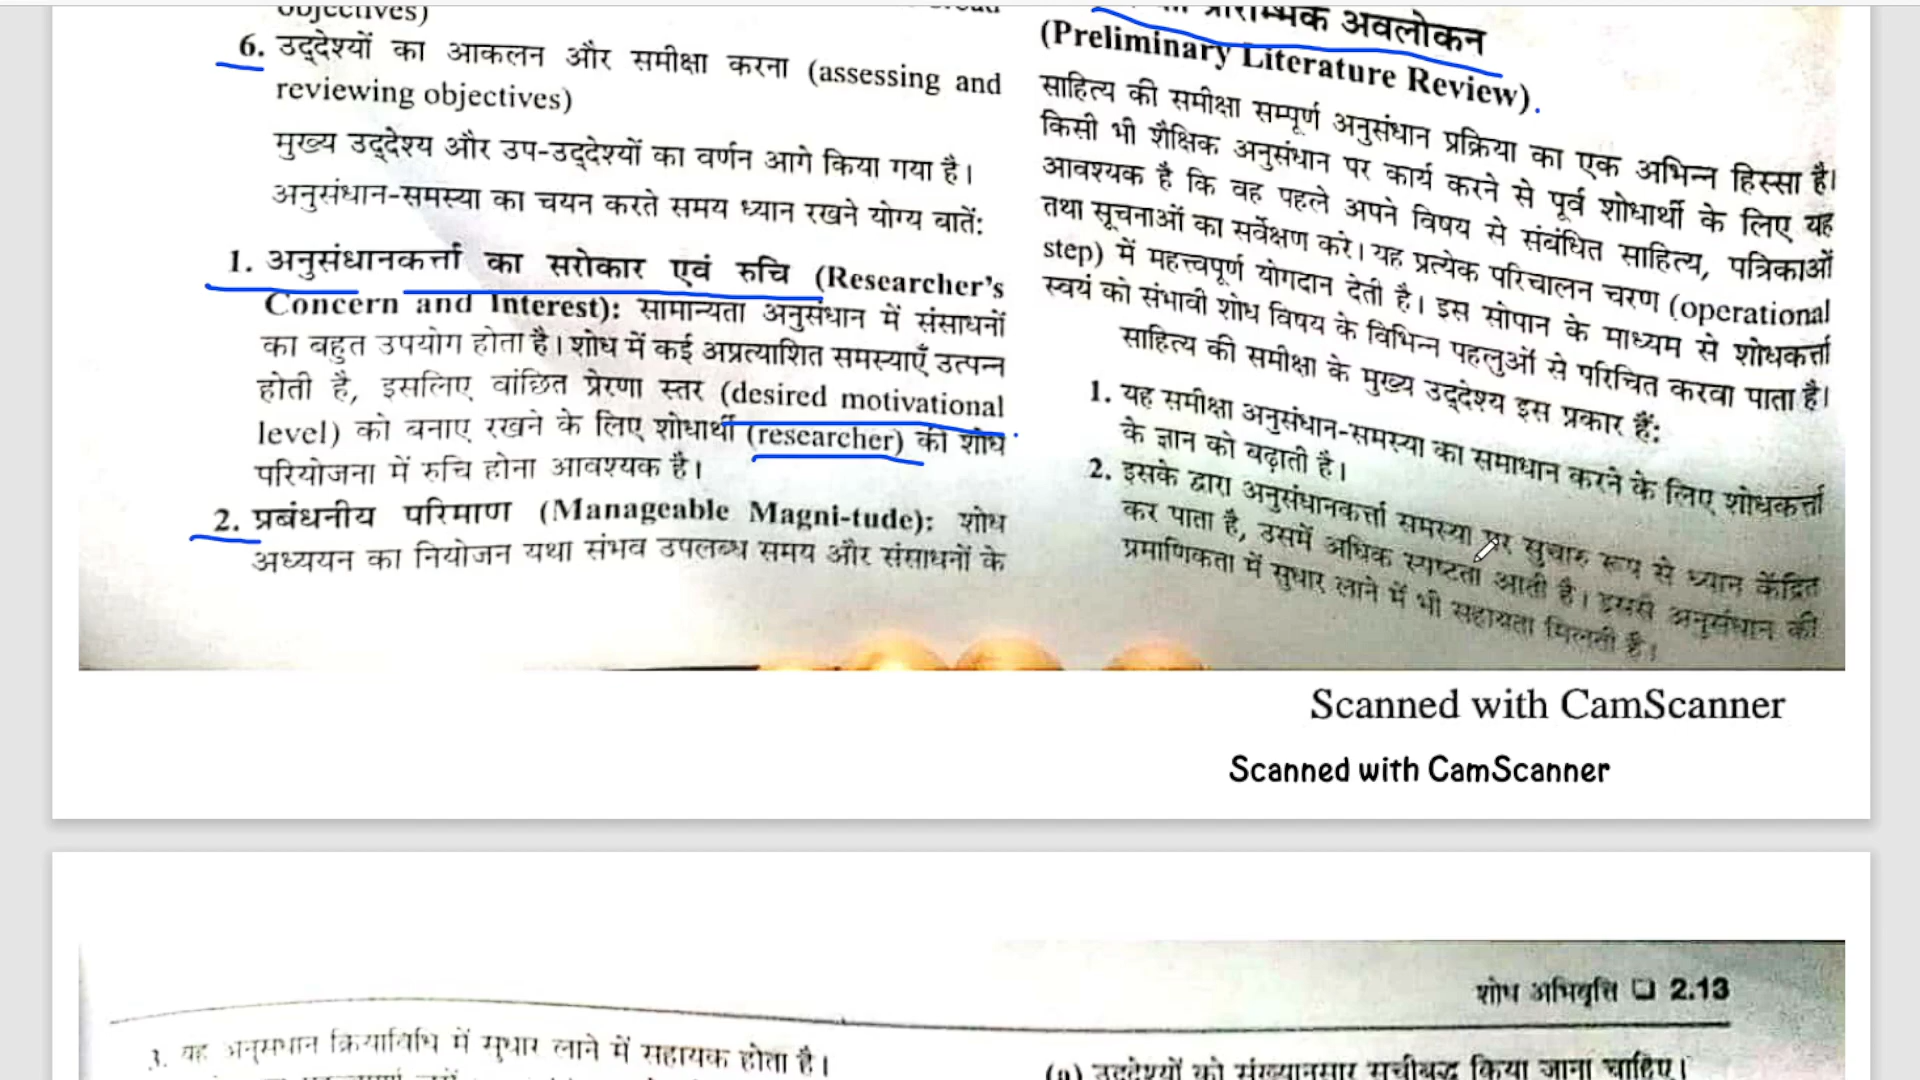 objectives)
6. उद्देश्यों का आकलन और समीक्षा करना (assessing and
reviewing objectives)
मुख्य उद्देश्य और उप-उद्देश्यों का वर्णन आगे किया गया है।
अनुसंधान-समस्या का चयन करते समय ध्यान रखने योग्य बातें:
1. अनुसंधानकर्त्ता का सरोकार एवं रुचि (Researcher's
Concern and Interest): सामान्यता अनुसंधान में संसाधनों
का बहुत उपयोग होता है। शोध में कई अप्रत्याशित समस्याएँ उत्पन्न
होती है, इसलिए वांछित प्रेरणा स्तर (desired motivational
level) को बनाए रखने के लिए शोधार्थी (researcher) की शोध
परियोजना में रुचि होना आवश्यक है।
2. प्रबंधनीय परिमाण (Manageable Magni-tude): शोध
अध्ययन का नियोजन यथा संभव उपलब्ध समय और संसाधनों के
प्रारम्भिक अवलोकन
(Preliminary Literature Review)
साहित्य की समीक्षा सम्पूर्ण अनुसंधान प्रक्रिया का एक अभिन्न हिस्सा है।
किसी भी शैक्षिक अनुसंधान पर कार्य करने से पूर्व शोधार्थी के लिए यह
आवश्यक है कि वह पहले अपने विषय से संबंधित साहित्य, पत्रिकाओं
तथा सूचनाओं का सर्वेक्षण करे। यह प्रत्येक परिचालन चरण (operational
step) में महत्त्वपूर्ण योगदान देती है। इस सोपान के माध्यम से शोधकर्त्ता
स्वयं को संभावी शोध विषय के विभिन्न पहलुओं से परिचित करवा पाता है।
साहित्य की समीक्षा के मुख्य उद्देश्य इस प्रकार हैं:
1. यह समीक्षा अनुसंधान-समस्या का समाधान करने के लिए शोधकर्त्ता
के ज्ञान को बढ़ाती है।
2. इसके द्वारा अनुसंधानकर्त्ता समस्या पर सुचारु रूप से ध्यान केंद्रित
कर पाता है, उसमें अधिक स्पष्टता आती है। इससे अनुसंधान की
प्रमाणिकता में सुधार लाने में भी सहायता मिलती है।
Scanned with CamScanner
Scanned with CamScanner
शोध अभिवृत्ति ❑ 2.13
3. यह अनुसंधान क्रियाविधि में सुधार लाने में सहायक होता है।
(a) उद्देश्यों को संख्यानुसार सूचीबद्ध किया जाना चाहिए।